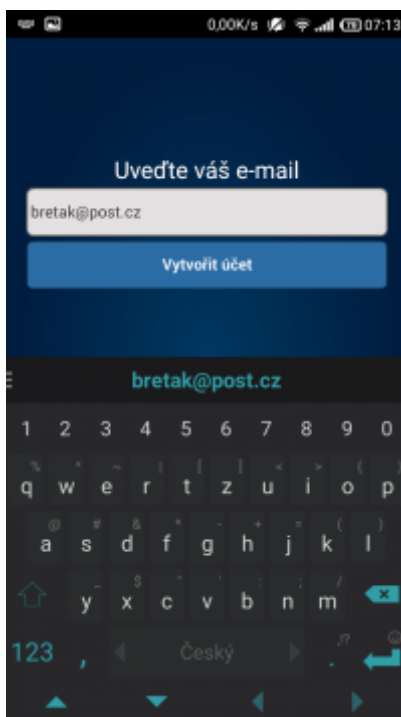 0,00K/s 78 07:13
Uveďte váš e-mail
bretak@post.cz
Vytvořit účet
bretak@post.cz
1 2 3 4 5 6 7 8 9 0
q w e r t z u i o p
a s d f g h j k l
y x c v b n m
123 , Český .